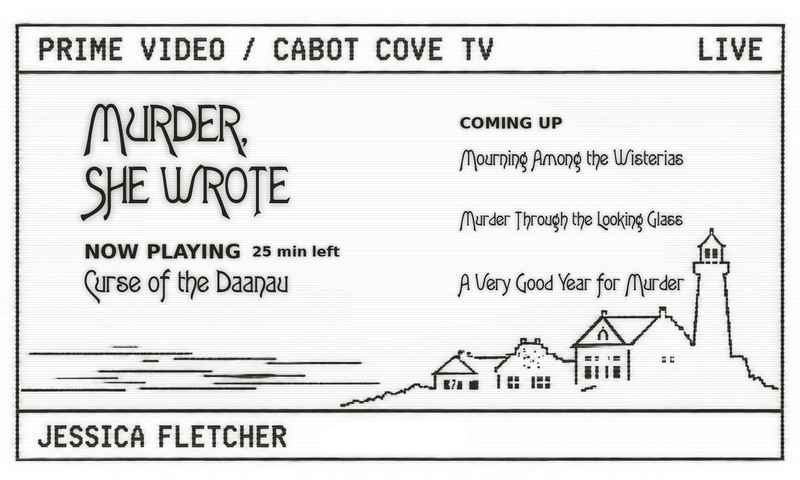 PRIME VIDEO / CABOT COVE TV LIVE
MURDER,
SHE WROTE
NOW PLAYING 25 min left
Curse of the Daanau
COMING UP
Mourning Among the Wisterias
Murder Through the Looking Glass
A Very Good Year for Murder
JESSICA FLETCHER